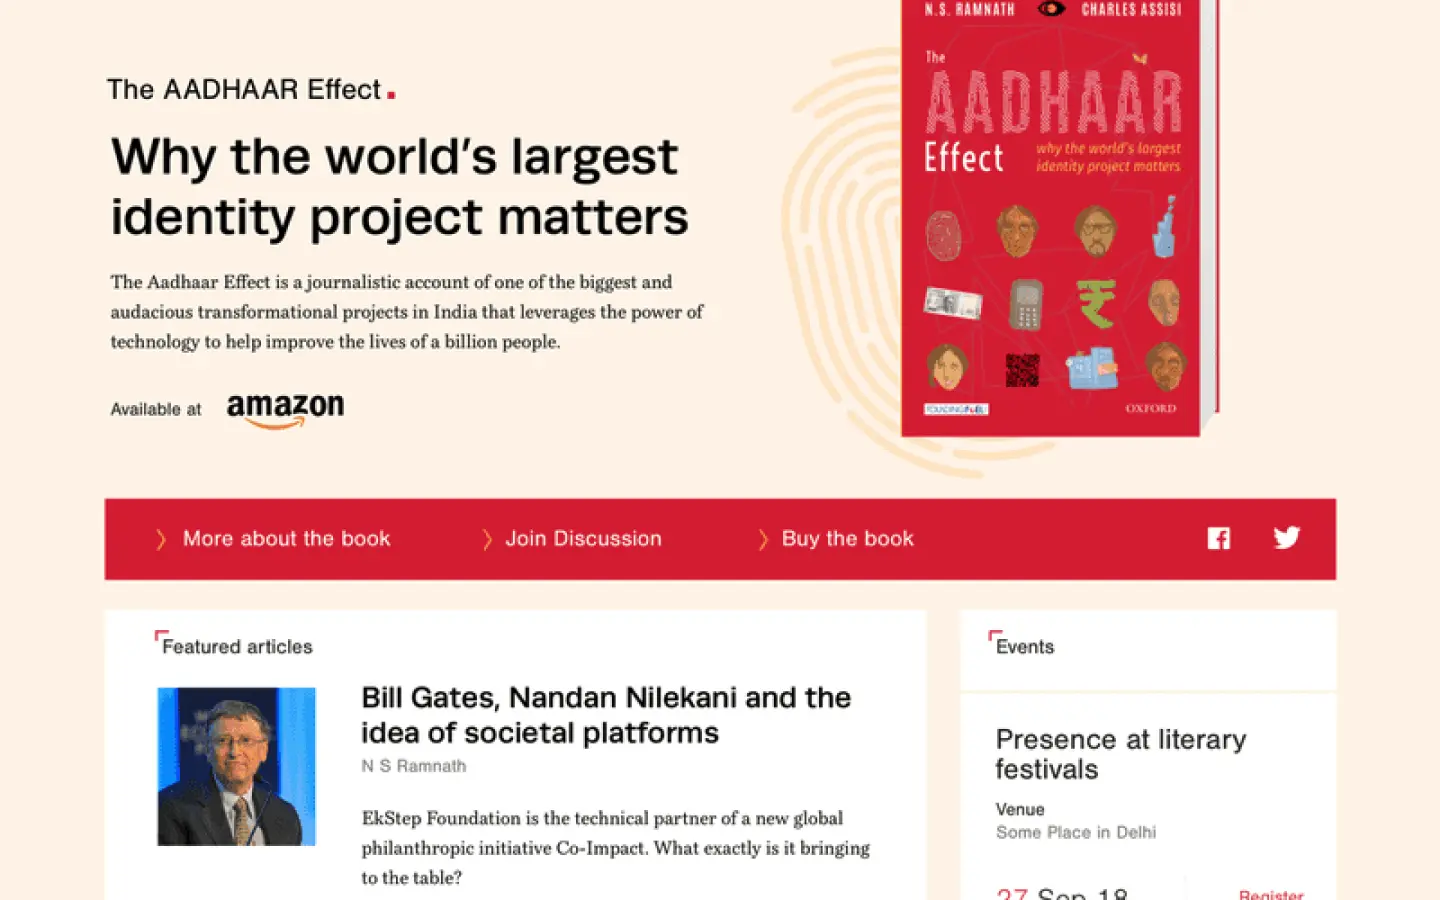 The AADHAAR Effect.
Why the world's largest
identity project matters
The Aadhaar Effect is a journalistic account of one of the biggest and
audacious transformational projects in India that leverages the power of
technology to help improve the lives of a billion people.
Available at amazon
N.S. RAMNATH CHARLES ASSISI
The
AADHAAR
Effect
why the world's largest
identity project matters
FOUNDING FUEL
OXFORD
More about the book
Join Discussion
Buy the book
Featured articles
Bill Gates, Nandan Nilekani and the
idea of societal platforms
N S Ramnath
EkStep Foundation is the technical partner of a new global
philanthropic initiative Co-Impact. What exactly is it bringing
to the table?
Events
Presence at literary
festivals
Venue
Some Place in Delhi
27 Sep 18
Register